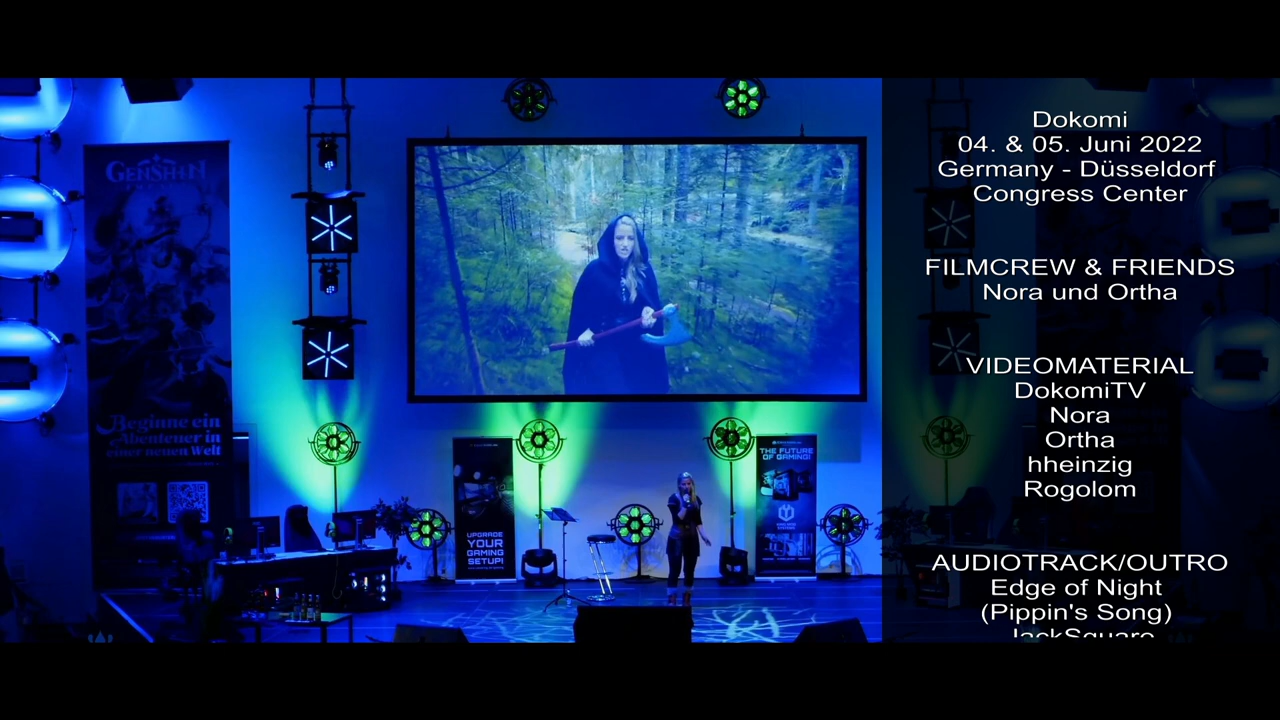 GENSHIN
Beginne ein
Abenteuer in
einer neuen Welt
UPGRADE
YOUR
GAMING
SETUP!
THE FUTURE
OF GAMING!
Dokomi
04. & 05. Juni 2022
Germany - Düsseldorf
Congress Center
FILMCREW & FRIENDS
Nora und Ortha
VIDEOMATERIAL
DokomiTV
Nora
Ortha
hheinzig
Rogolom
AUDIOTRACK/OUTRO
Edge of Night
(Pippin's Song)
JackSquare